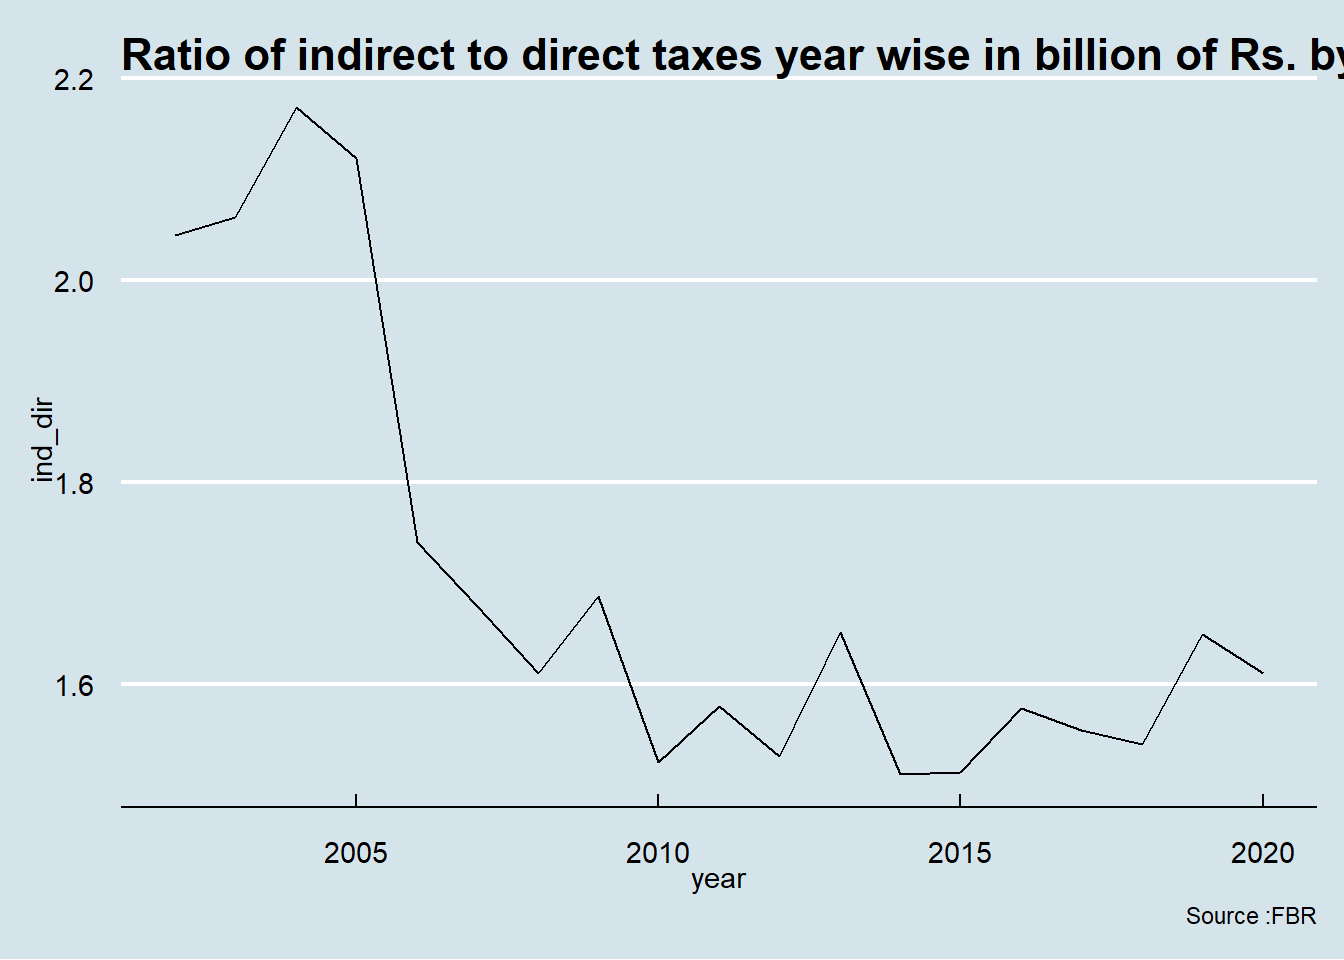 Ratio of indirect to direct taxes year wise in billion of Rs. by
2.2
2.0
1.8
1.6
ind_dir
2005 2010 2015 2020
year
Source :FBR